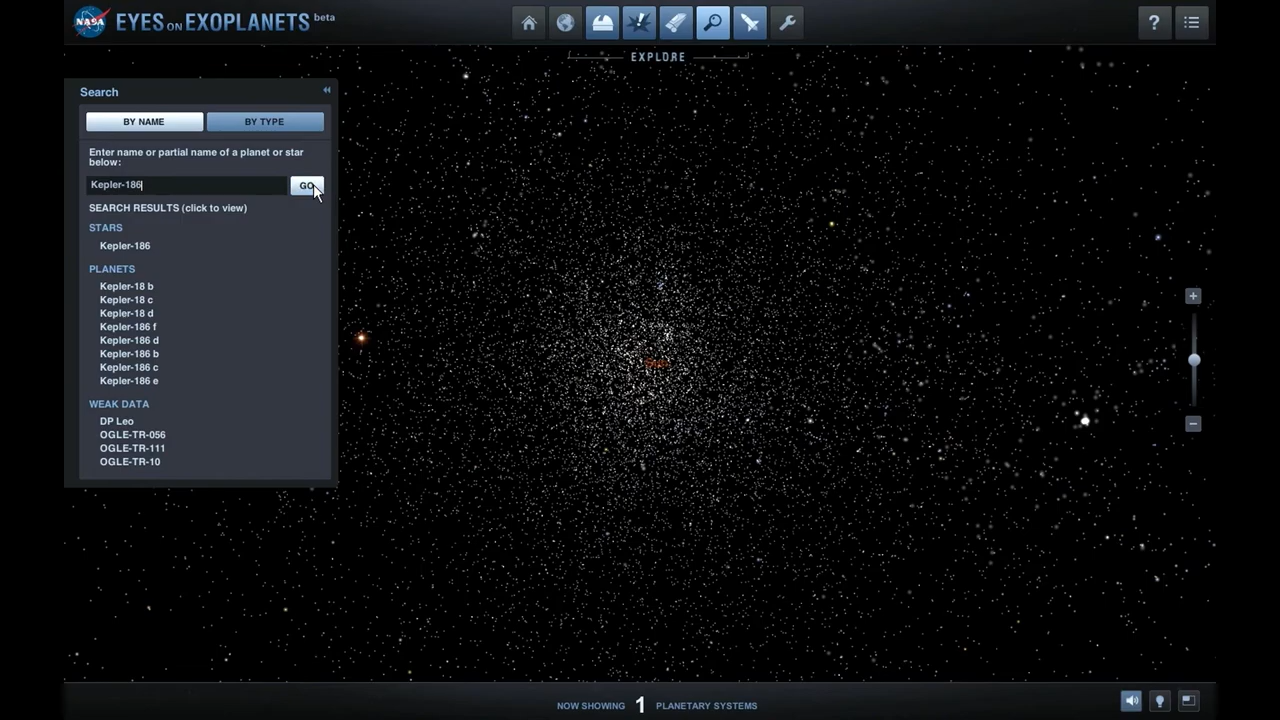 NASA
EYES ON EXOPLANETS beta
?
EXPLORE
Search
BY NAME
BY TYPE
Enter name or partial name of a planet or star
below:
Kepler-186
GO
SEARCH RESULTS (click to view)
STARS
Kepler-186
PLANETS
Kepler-18 b
Kepler-18 c
Kepler-18 d
Kepler-186 f
Kepler-186 d
Kepler-186 b
Kepler-186 c
Kepler-186 e
WEAK DATA
DP Leo
OGLE-TR-056
OGLE-TR-111
OGLE-TR-10
NOW SHOWING 1 PLANETARY SYSTEMS